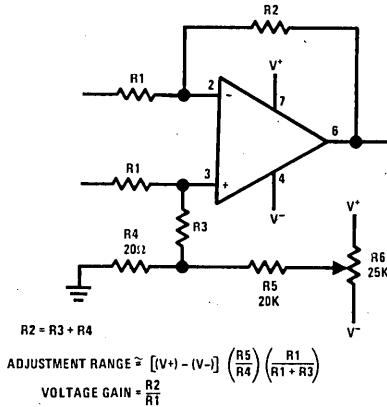 R2
R1
2
V+
7
6
R1
3
4
V−
R3
R4
20Ω
R5
20K
V+
R6
25K
V−
R2 = R3 + R4
ADJUSTMENT RANGE ≅ [(V+) − (V−)] (R5/R4) (R1/R1 + R3)
VOLTAGE GAIN = R2/R1